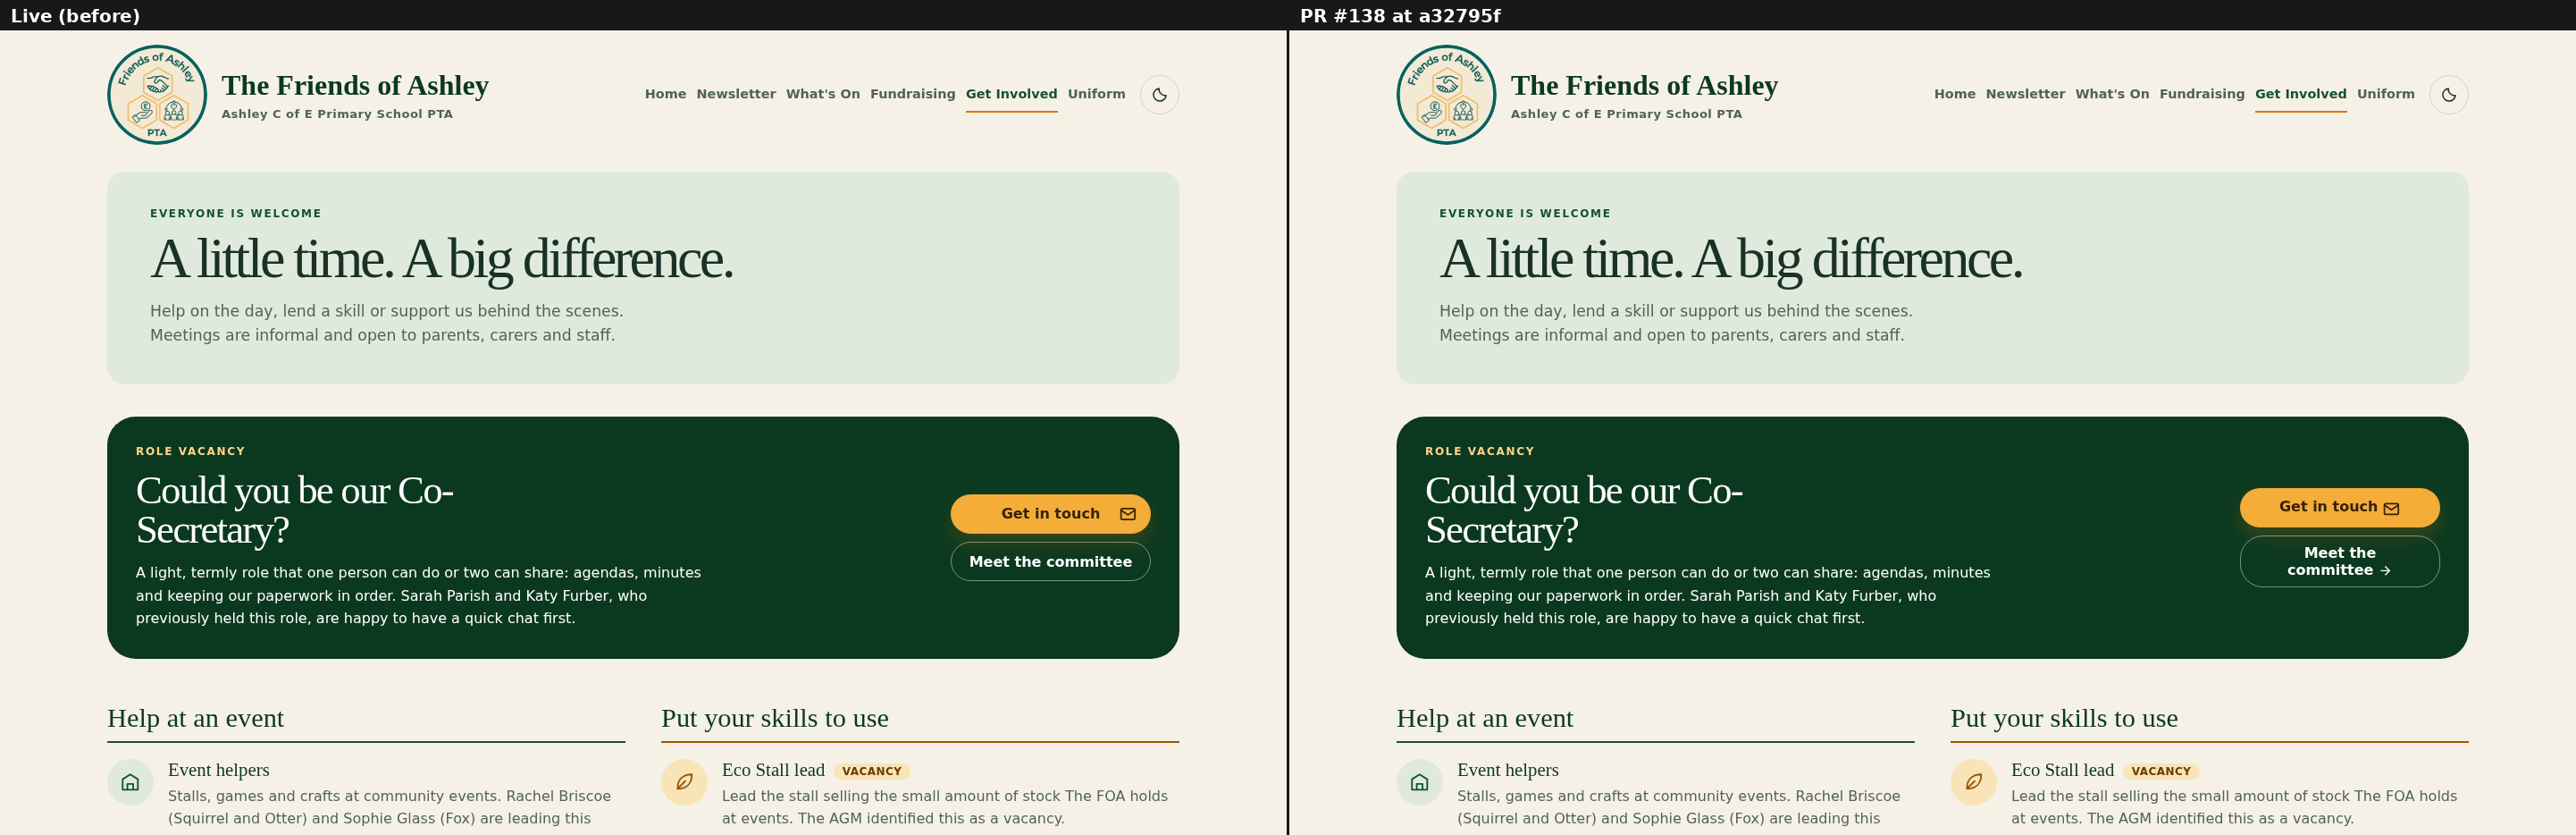 Live (before)
Friends of Ashley
PTA
The Friends of Ashley
Ashley C of E Primary School PTA
Home Newsletter What's On Fundraising Get Involved Uniform
EVERYONE IS WELCOME
A little time. A big difference.
Help on the day, lend a skill or support us behind the scenes.
Meetings are informal and open to parents, carers and staff.
ROLE VACANCY
Could you be our Co-
Secretary?
A light, termly role that one person can do or two can share: agendas, minutes
and keeping our paperwork in order. Sarah Parish and Katy Furber, who
previously held this role, are happy to have a quick chat first.
Get in touch
Meet the committee
Help at an event
Event helpers
Stalls, games and crafts at community events. Rachel Briscoe
(Squirrel and Otter) and Sophie Glass (Fox) are leading this
Put your skills to use
Eco Stall lead VACANCY
Lead the stall selling the small amount of stock The FOA holds
at events. The AGM identified this as a vacancy.
PR #138 at a32795f
Friends of Ashley
PTA
The Friends of Ashley
Ashley C of E Primary School PTA
Home Newsletter What's On Fundraising Get Involved Uniform
EVERYONE IS WELCOME
A little time. A big difference.
Help on the day, lend a skill or support us behind the scenes.
Meetings are informal and open to parents, carers and staff.
ROLE VACANCY
Could you be our Co-
Secretary?
A light, termly role that one person can do or two can share: agendas, minutes
and keeping our paperwork in order. Sarah Parish and Katy Furber, who
previously held this role, are happy to have a quick chat first.
Get in touch
Meet the
committee →
Help at an event
Event helpers
Stalls, games and crafts at community events. Rachel Briscoe
(Squirrel and Otter) and Sophie Glass (Fox) are leading this
Put your skills to use
Eco Stall lead VACANCY
Lead the stall selling the small amount of stock The FOA holds
at events. The AGM identified this as a vacancy.